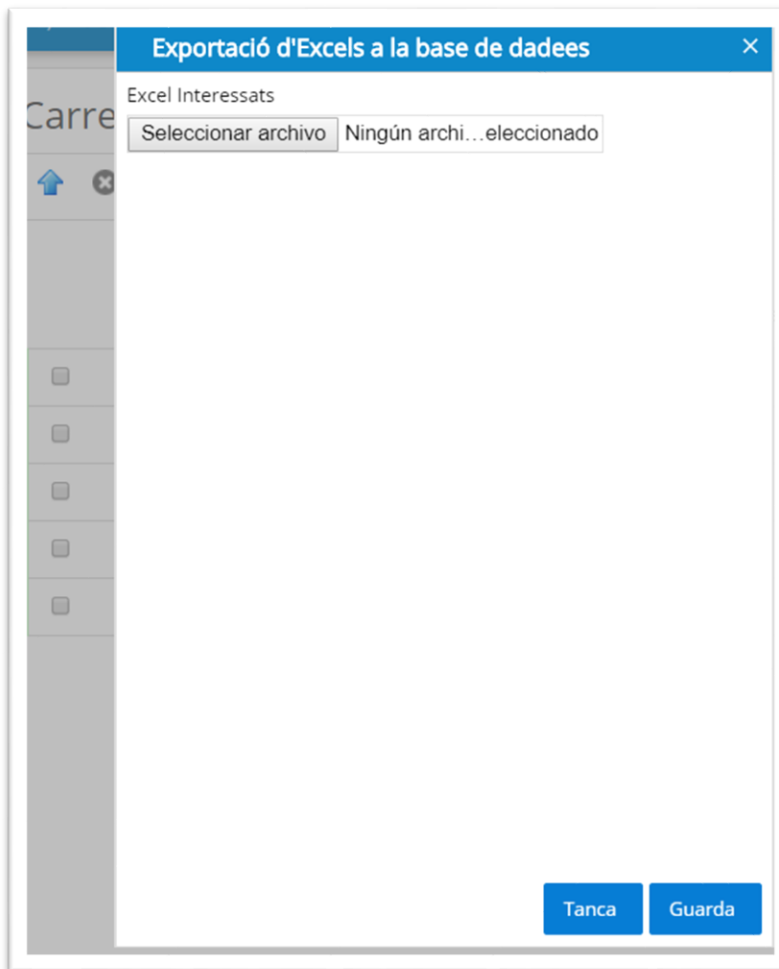 Exportació d'Excels a la base de dadees
Carre
Excel Interessats
Seleccionar archivo Ningún archi...eleccionado
Tanca Guarda